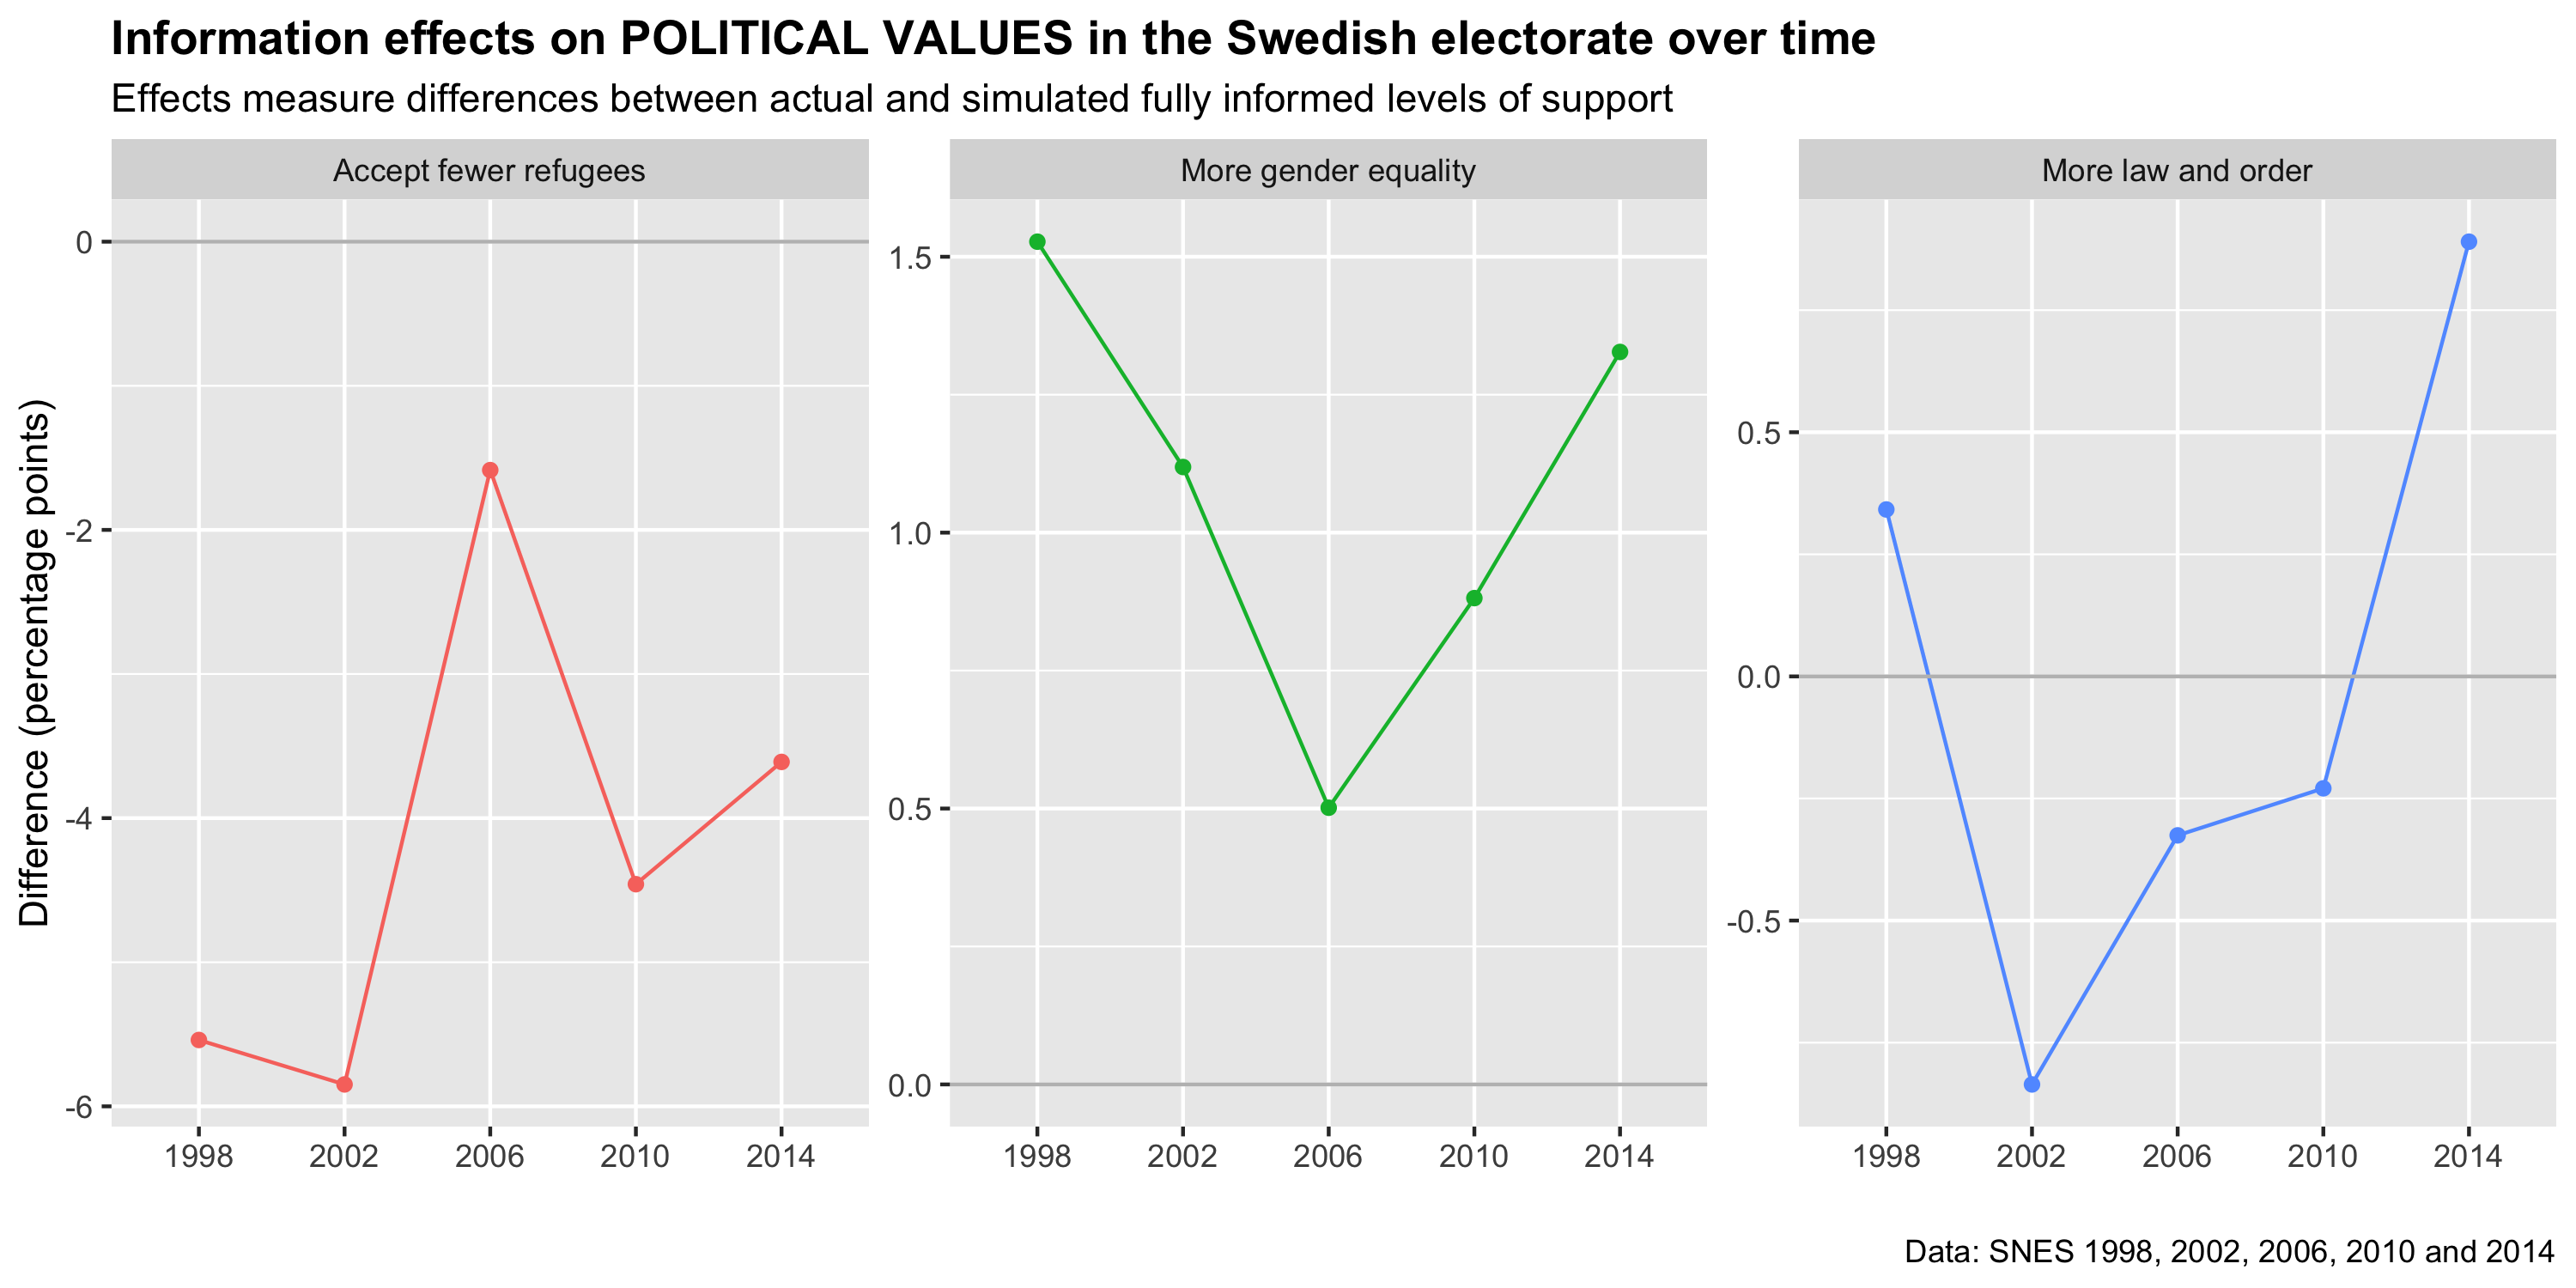 Information effects on POLITICAL VALUES in the Swedish electorate over time
Effects measure differences between actual and simulated fully informed levels of support
Difference (percentage points)
Accept fewer refugees
0
-2
-4
-6
1998 2002 2006 2010 2014
More gender equality
1.5
1.0
0.5
0.0
1998 2002 2006 2010 2014
More law and order
0.5
0.0
-0.5
1998 2002 2006 2010 2014
Data: SNES 1998, 2002, 2006, 2010 and 2014